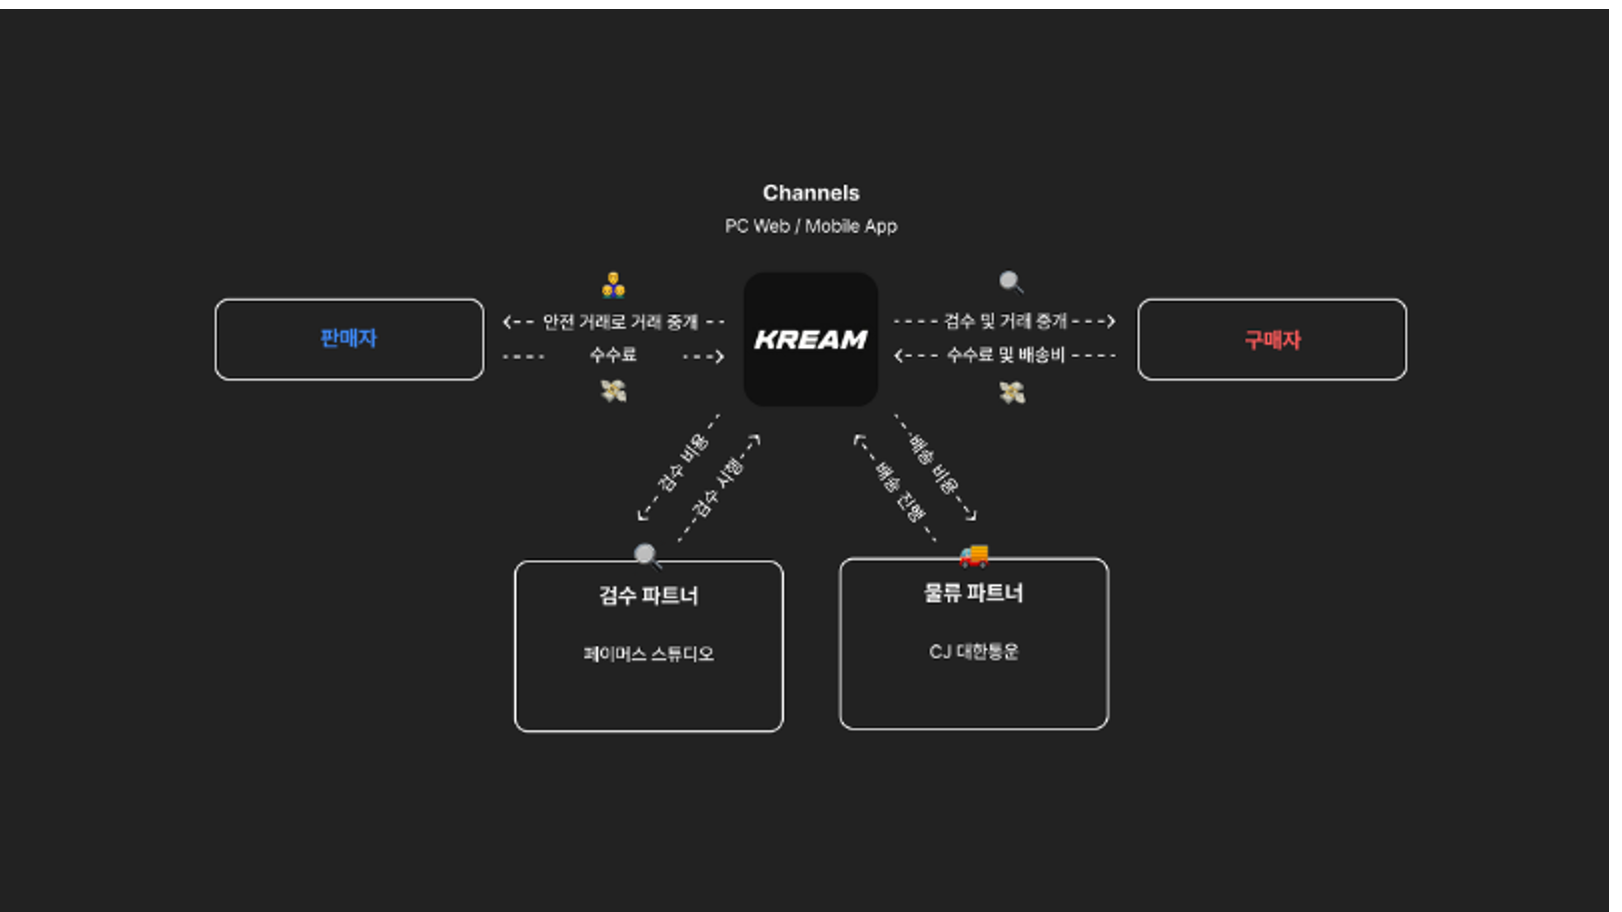 Channels
PC Web / Mobile App
안전 거래로 거래 중개
검수 및 거래 중개
판매자
KREAM
구매자
수수료
수수료 및 배송비
검수 비용
검수 시행
배송 진행
배송 비용
검수 파트너
물류 파트너
페이머스 스튜디오
CJ 대한통운